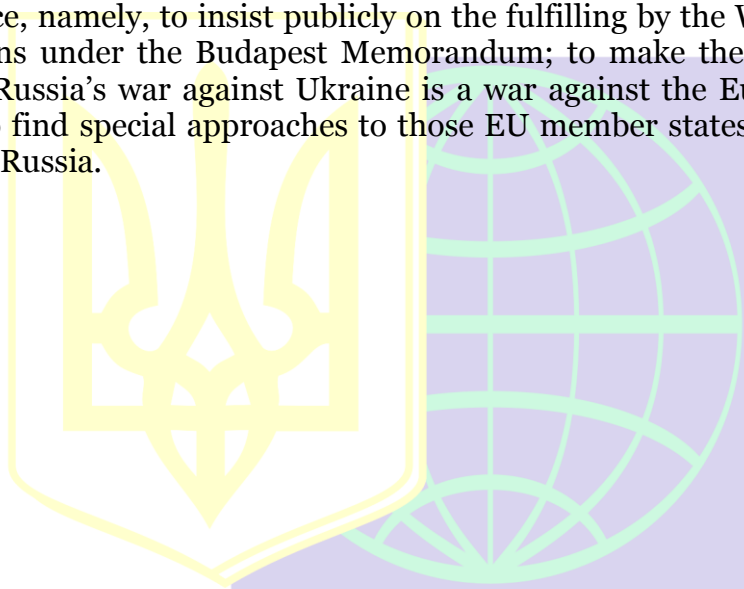 ce, namely, to insist publicly on the fulfilling by the
ns under the Budapest Memorandum; to make the
Russia's war against Ukraine is a war against the
find special approaches to those EU member states
Russia.